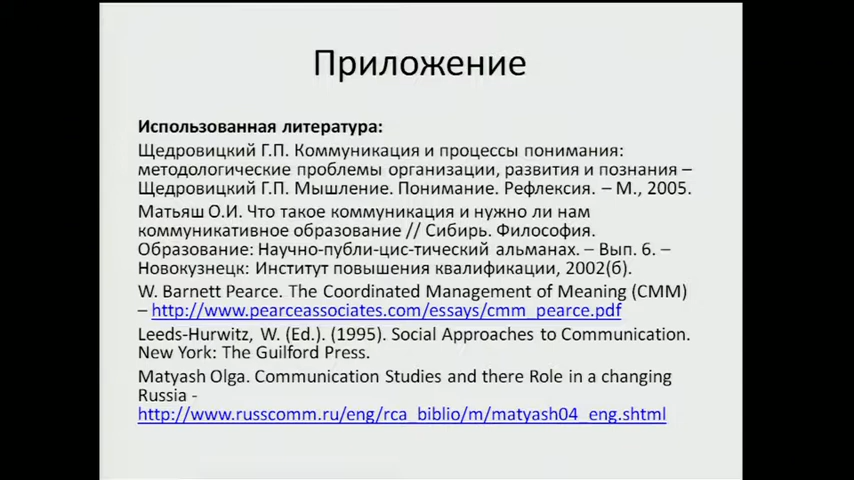 Приложение
Использованная литература:
Щедровицкий Г.П. Коммуникация и процессы понимания:
методологические проблемы организации, развития и познания –
Щедровицкий Г.П. Мышление. Понимание. Рефлексия. – М., 2005.
Матьяш О.И. Что такое коммуникация и нужно ли нам
коммуникативное образование // Сибирь. Философия.
Образование: Научно-публи-цис-тический альманах. – Вып. 6. –
Новокузнецк: Институт повышения квалификации, 2002(б).
W. Barnett Pearce. The Coordinated Management of Meaning (CMM)
– http://www.pearceassociates.com/essays/cmm_pearce.pdf
Leeds-Hurwitz, W. (Ed.). (1995). Social Approaches to Communication.
New York: The Guilford Press.
Matyash Olga. Communication Studies and there Role in a changing
Russia -
http://www.russcomm.ru/eng/rca_biblio/m/matyash04_eng.shtml